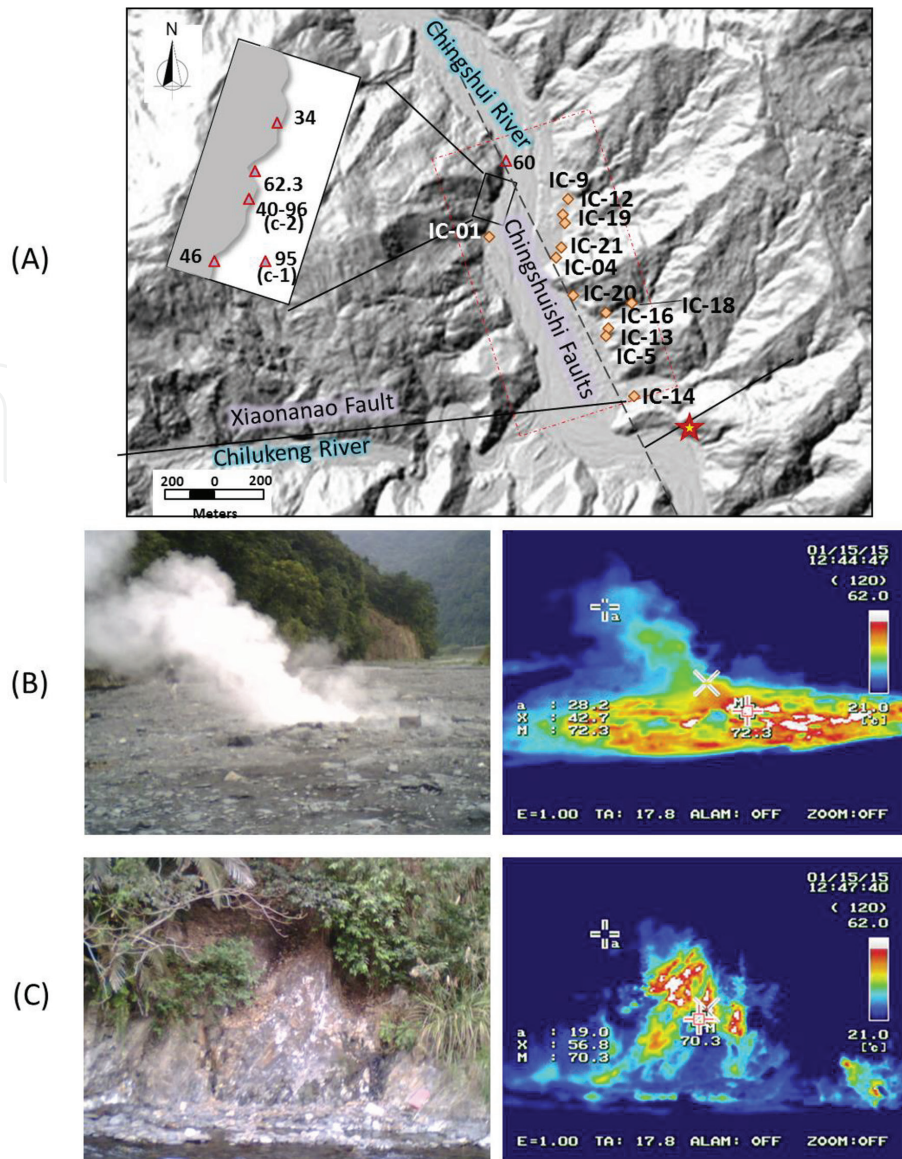 (A)
N
Chingshui River
34
62.3
40-96
(c-2)
46
95
(c-1)
60
IC-9
IC-12
IC-19
IC-01
IC-21
IC-04
Chingshuishi Faults
IC-20
IC-18
IC-16
IC-13
IC-5
IC-14
Xiaonanao Fault
Chilukeng River
200 0 200
Meters
(B)
01/15/15
12:44:47
( 120)
62.0
a
a : 28.2
X : 42.7
M : 72.3
M
72.3
21.0
[℃]
E=1.00 TA: 17.8 ALAM: OFF ZOOM:OFF
(C)
01/15/15
12:47:40
( 120)
62.0
a
a : 19.0
X : 56.8
M : 70.3
M
70.3
21.0
[℃]
E=1.00 TA: 17.8 ALAM: OFF ZOOM:OFF